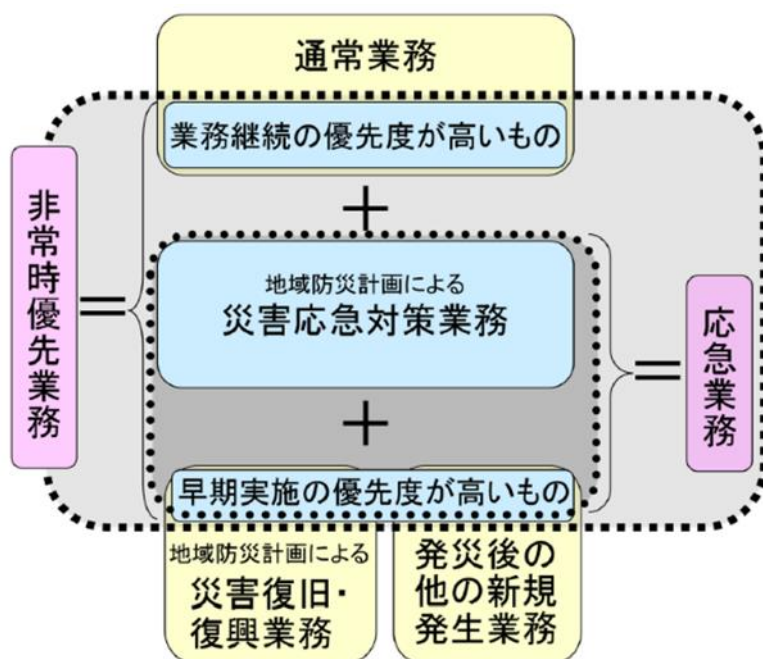 通常業務
業務継続の優先度が高いもの
+
非常時優先業務
=
地域防災計画による
災害応急対策業務
=
応急業務
+
早期実施の優先度が高いもの
地域防災計画による
災害復旧・
復興業務
発災後の
他の新規
発生業務